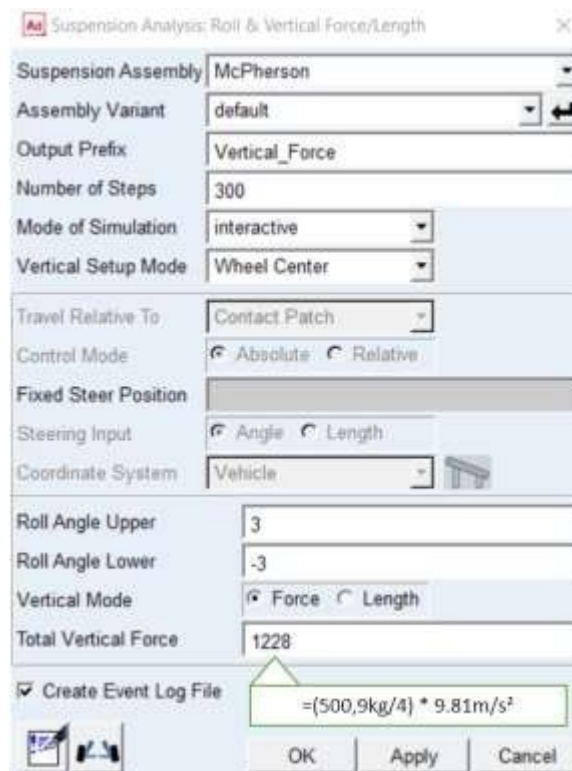 Ad Suspension Analysis: Roll & Vertical Force/Length
Suspension Assembly McPherson
Assembly Variant default
Output Prefix Vertical_Force
Number of Steps 300
Mode of Simulation interactive
Vertical Setup Mode Wheel Center
Travel Relative To Contact Patch
Control Mode Absolute Relative
Fixed Steer Position
Steering Input Angle Length
Coordinate System Vehicle
Roll Angle Upper 3
Roll Angle Lower -3
Vertical Mode Force Length
Total Vertical Force 1228
Create Event Log File
=(500,9kg/4) * 9.81m/s²
OK Apply Cancel